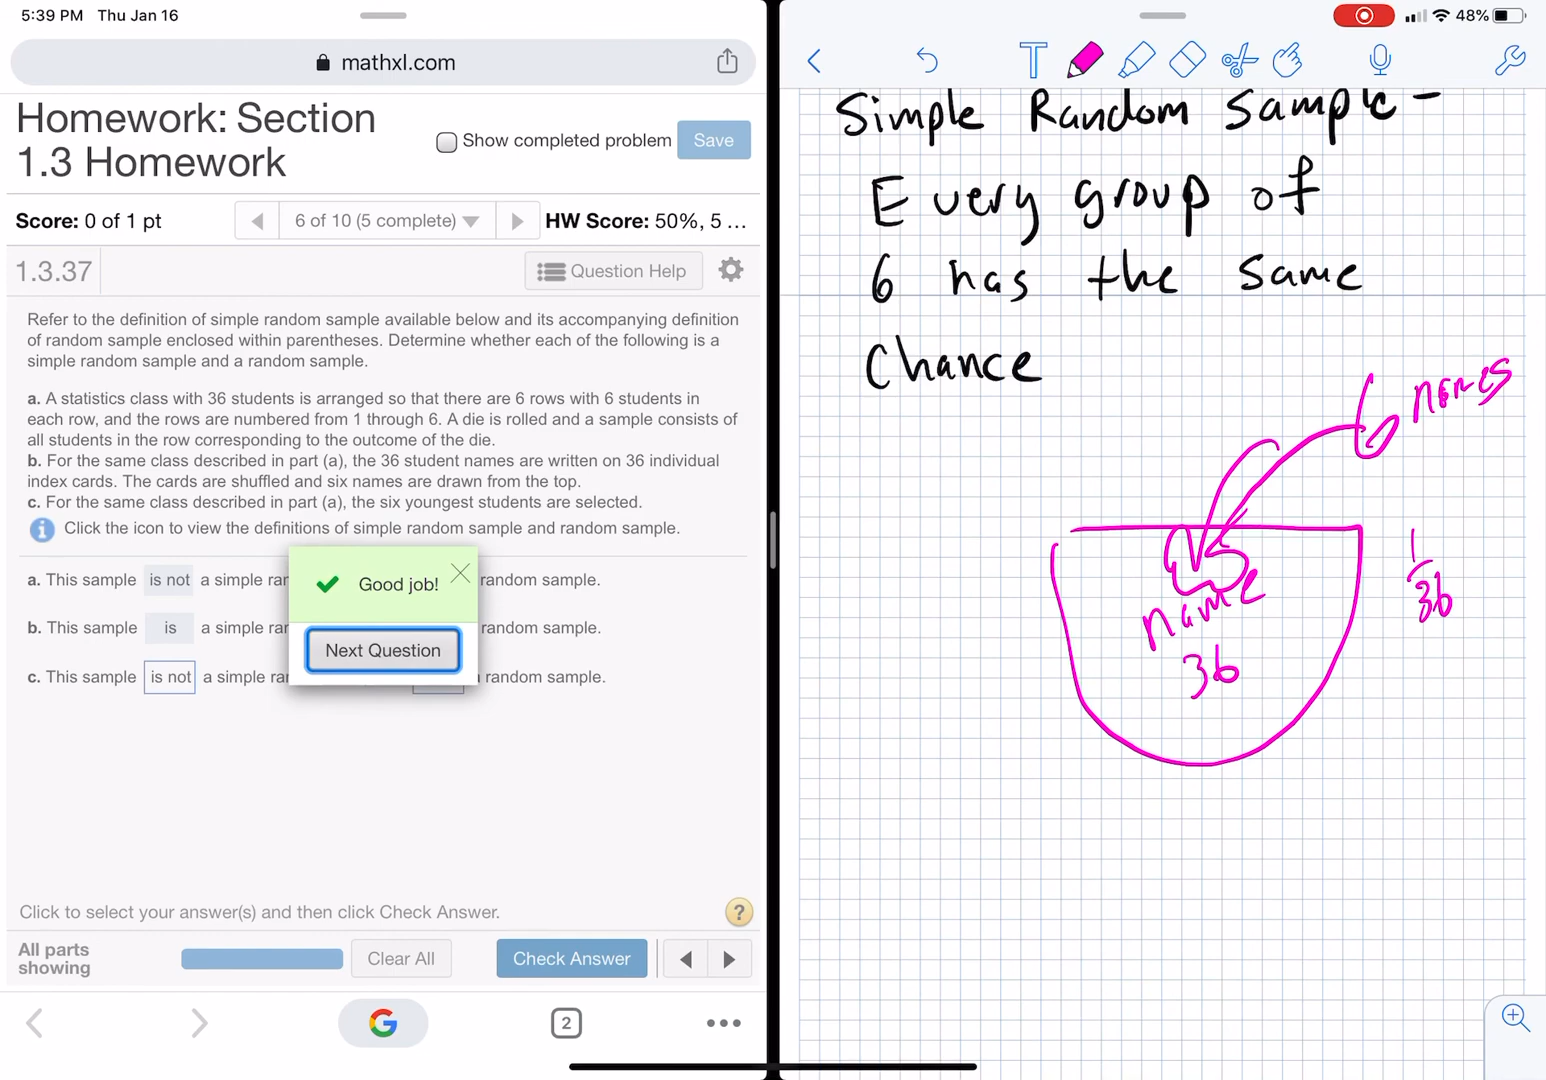 5:39 PM Thu Jan 16
48%
mathxl.com
Homework: Section
1.3 Homework
Show completed problem
Save
Score: 0 of 1 pt
6 of 10 (5 complete)
HW Score: 50%, 5 ...
1.3.37
Question Help
Refer to the definition of simple random sample available below and its accompanying definition
of random sample enclosed within parentheses. Determine whether each of the following is a
simple random sample and a random sample.
a. A statistics class with 36 students is arranged so that there are 6 rows with 6 students in
each row, and the rows are numbered from 1 through 6. A die is rolled and a sample consists of
all students in the row corresponding to the outcome of the die.
b. For the same class described in part (a), the 36 student names are written on 36 individual
index cards. The cards are shuffled and six names are drawn from the top.
c. For the same class described in part (a), the six youngest students are selected.
Click the icon to view the definitions of simple random sample and random sample.
a. This sample is not a simple rar random sample.
Good job!
b. This sample is a simple rar random sample.
Next Question
c. This sample is not a simple rar random sample.
Click to select your answer(s) and then click Check Answer.
?
All parts
showing
Clear All
Check Answer
2
T
Simple Random Sample -
Every group of
6 has the same
Chance
6 names
name
36
1/36